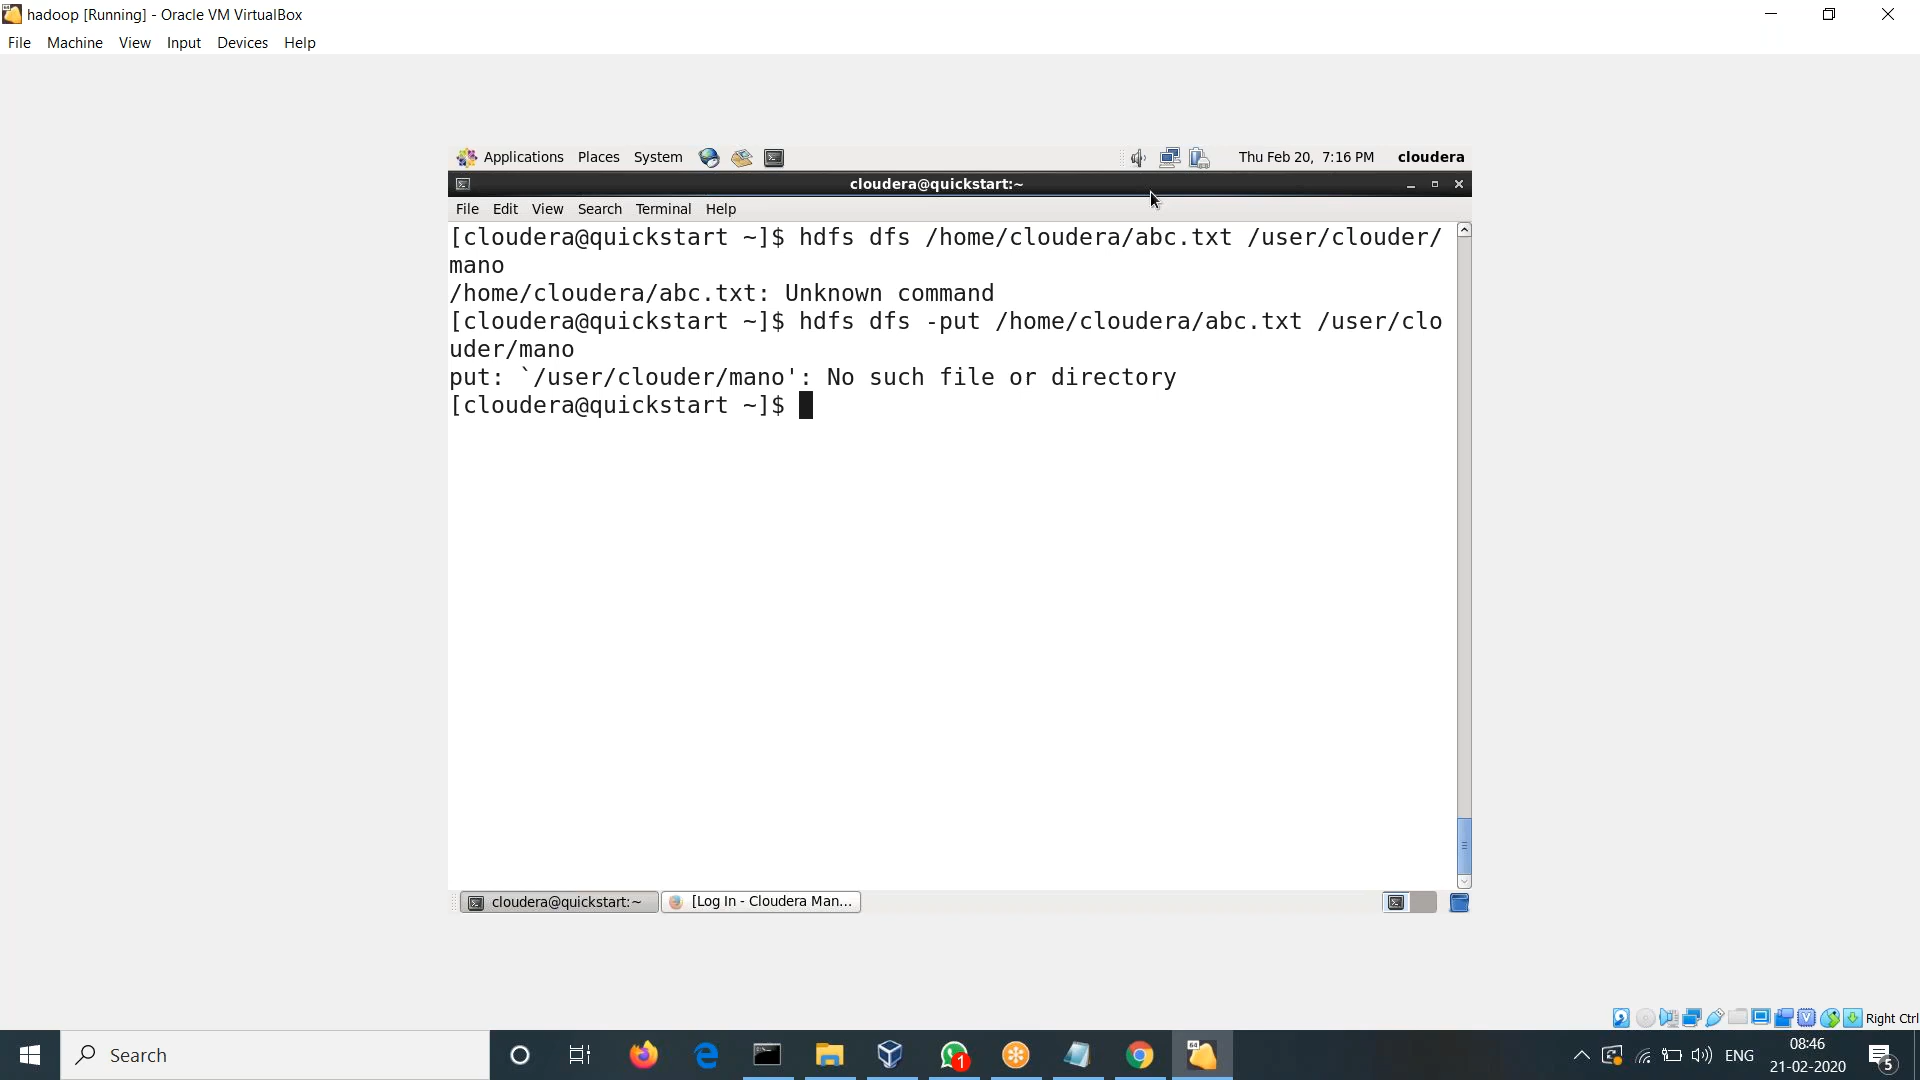 hadoop [Running] - Oracle VM VirtualBox
File Machine View Input Devices Help
Applications Places System Thu Feb 20, 7:16 PM cloudera
cloudera@quickstart:~
File Edit View Search Terminal Help
[cloudera@quickstart ~]$ hdfs dfs /home/cloudera/abc.txt /user/clouder/
mano
/home/cloudera/abc.txt: Unknown command
[cloudera@quickstart ~]$ hdfs dfs -put /home/cloudera/abc.txt /user/clo
uder/mano
put: `/user/clouder/mano': No such file or directory
[cloudera@quickstart ~]$
cloudera@quickstart:~ [Log In - Cloudera Man...
Right Ctrl
Search 1 64 ENG 08:46 5
21-02-2020